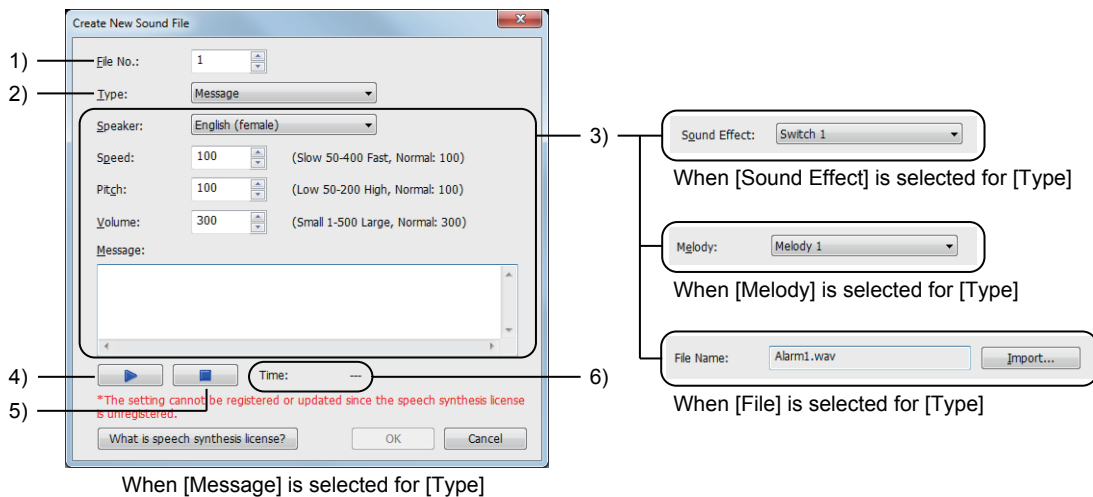 Create New Sound File
1)
File No.:
1
2)
Type:
Message
Speaker:
English (female)
Speed:
100
(Slow 50-400 Fast, Normal: 100)
Pitch:
100
(Low 50-200 High, Normal: 100)
Volume:
300
(Small 1-500 Large, Normal: 300)
Message:
3)
4)
5)
Time:
---
6)
*The setting cannot be registered or updated since the speech synthesis license
is unregistered.
What is speech synthesis license?
OK
Cancel
When [Message] is selected for [Type]
Sound Effect:
Switch 1
When [Sound Effect] is selected for [Type]
Melody:
Melody 1
When [Melody] is selected for [Type]
File Name:
Alarm1.wav
Import...
When [File] is selected for [Type]